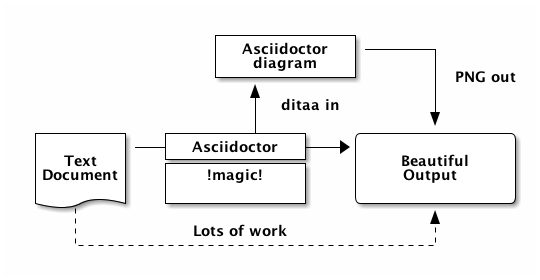 Asciidoctor
diagram
PNG out
ditaa in
Asciidoctor
Text
Document
!magic!
Beautiful
Output
Lots of work